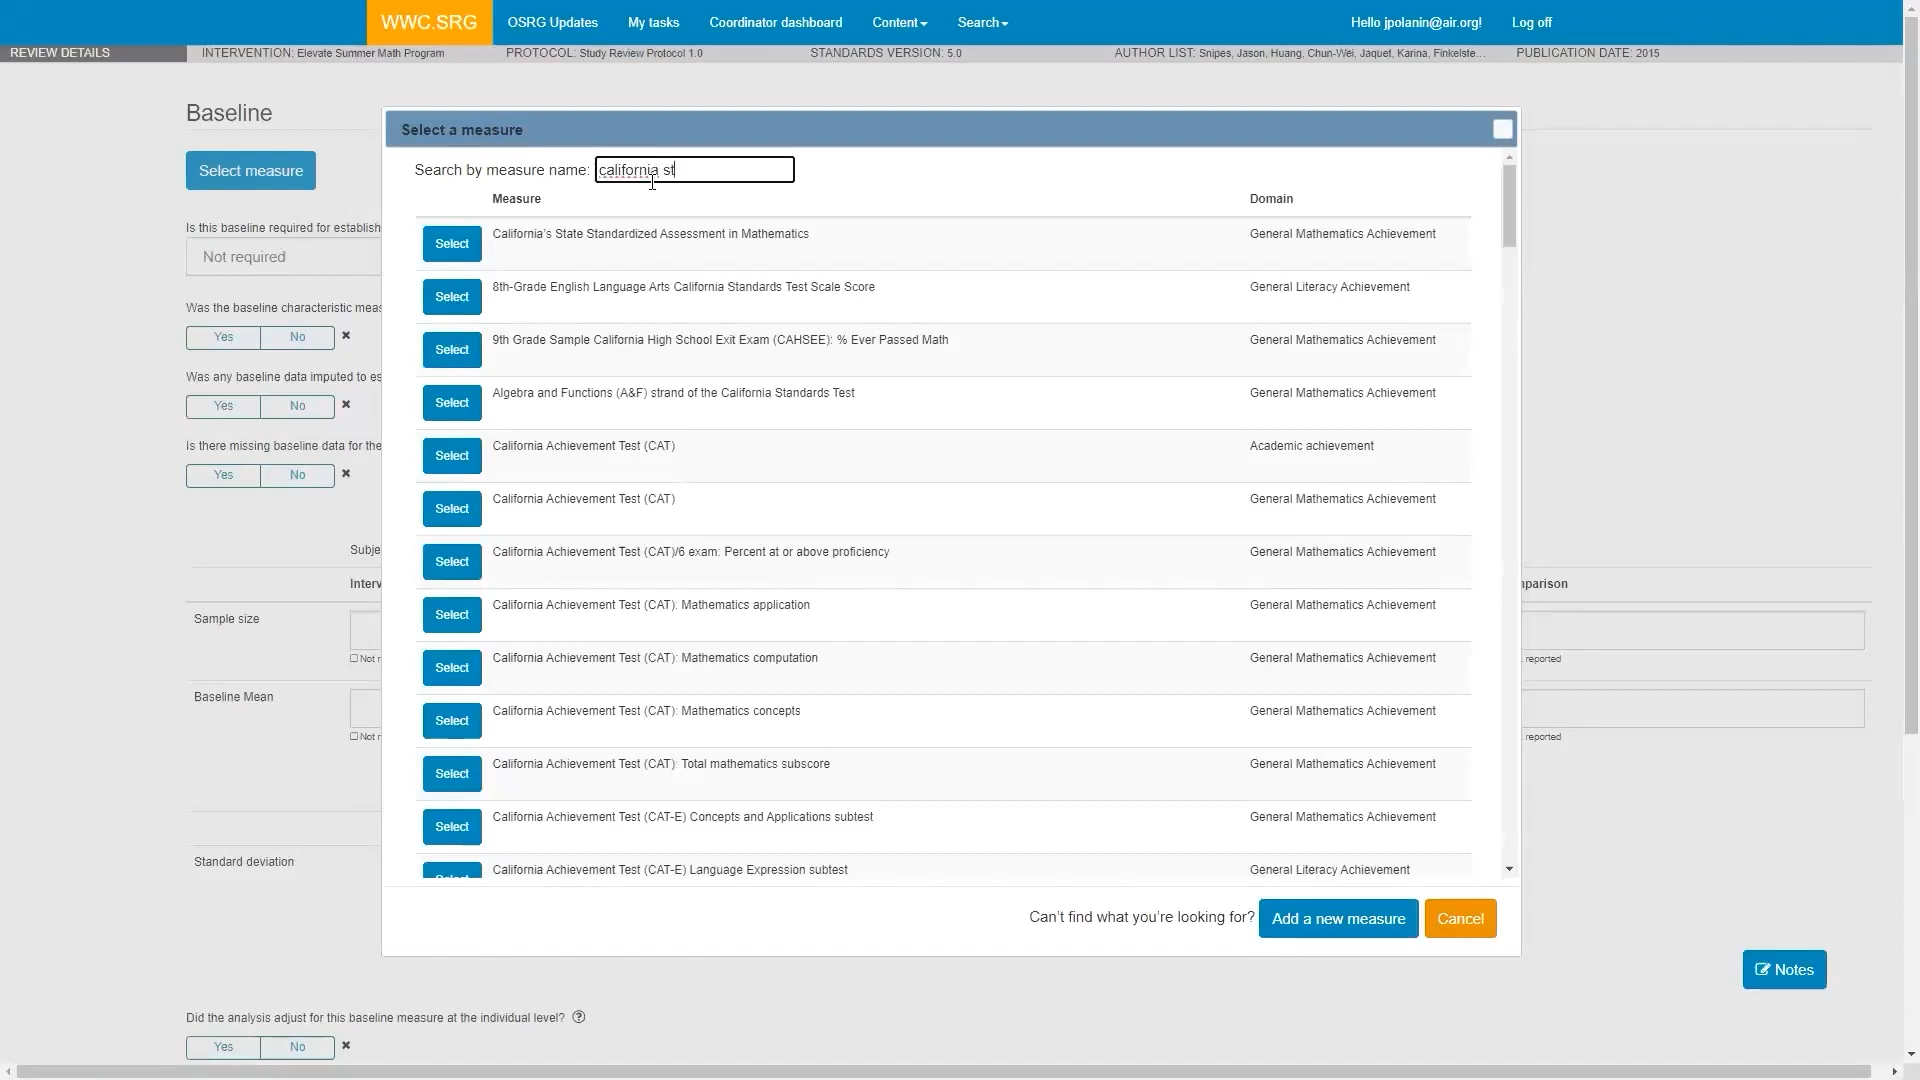 WWC.SRG OSRG Updates My tasks Coordinator dashboard Content Search Hello jpolanin@air.org! Log off
REVIEW DETAILS INTERVENTION: Elevate Summer Math Program PROTOCOL: Study Review Protocol 1.0 STANDARDS VERSION: 5.0 AUTHOR LIST: Snipes, Jason, Huang, Chun-Wei, Jaquet, Karina, Finkelste... PUBLICATION DATE: 2015
Baseline
Select measure
Is this baseline required for establish
Not required
Was the baseline characteristic meas
Yes No
Was any baseline data imputed to es
Yes No
Is there missing baseline data for the
Yes No
Subje
Interv
nparison
Sample size
Not r
reported
Baseline Mean
Not r
reported
Standard deviation
Select a measure
Search by measure name: california st
Measure Domain
Select California's State Standardized Assessment in Mathematics General Mathematics Achievement
Select 8th-Grade English Language Arts California Standards Test Scale Score General Literacy Achievement
Select 9th Grade Sample California High School Exit Exam (CAHSEE): % Ever Passed Math General Mathematics Achievement
Select Algebra and Functions (A&F) strand of the California Standards Test General Mathematics Achievement
Select California Achievement Test (CAT) Academic achievement
Select California Achievement Test (CAT) General Mathematics Achievement
Select California Achievement Test (CAT)/6 exam: Percent at or above proficiency General Mathematics Achievement
Select California Achievement Test (CAT): Mathematics application General Mathematics Achievement
Select California Achievement Test (CAT): Mathematics computation General Mathematics Achievement
Select California Achievement Test (CAT): Mathematics concepts General Mathematics Achievement
Select California Achievement Test (CAT): Total mathematics subscore General Mathematics Achievement
Select California Achievement Test (CAT-E) Concepts and Applications subtest General Mathematics Achievement
Select California Achievement Test (CAT-E) Language Expression subtest General Literacy Achievement
Can't find what you're looking for? Add a new measure Cancel
Notes
Did the analysis adjust for this baseline measure at the individual level?
Yes No